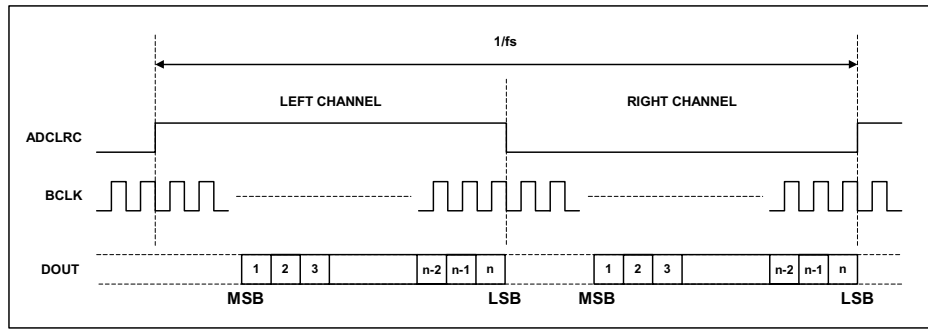 1/fs
LEFT CHANNEL RIGHT CHANNEL
ADCLRC
BCLK
DOUT 1 2 3 n-2 n-1 n 1 2 3 n-2 n-1 n
MSB LSB MSB LSB